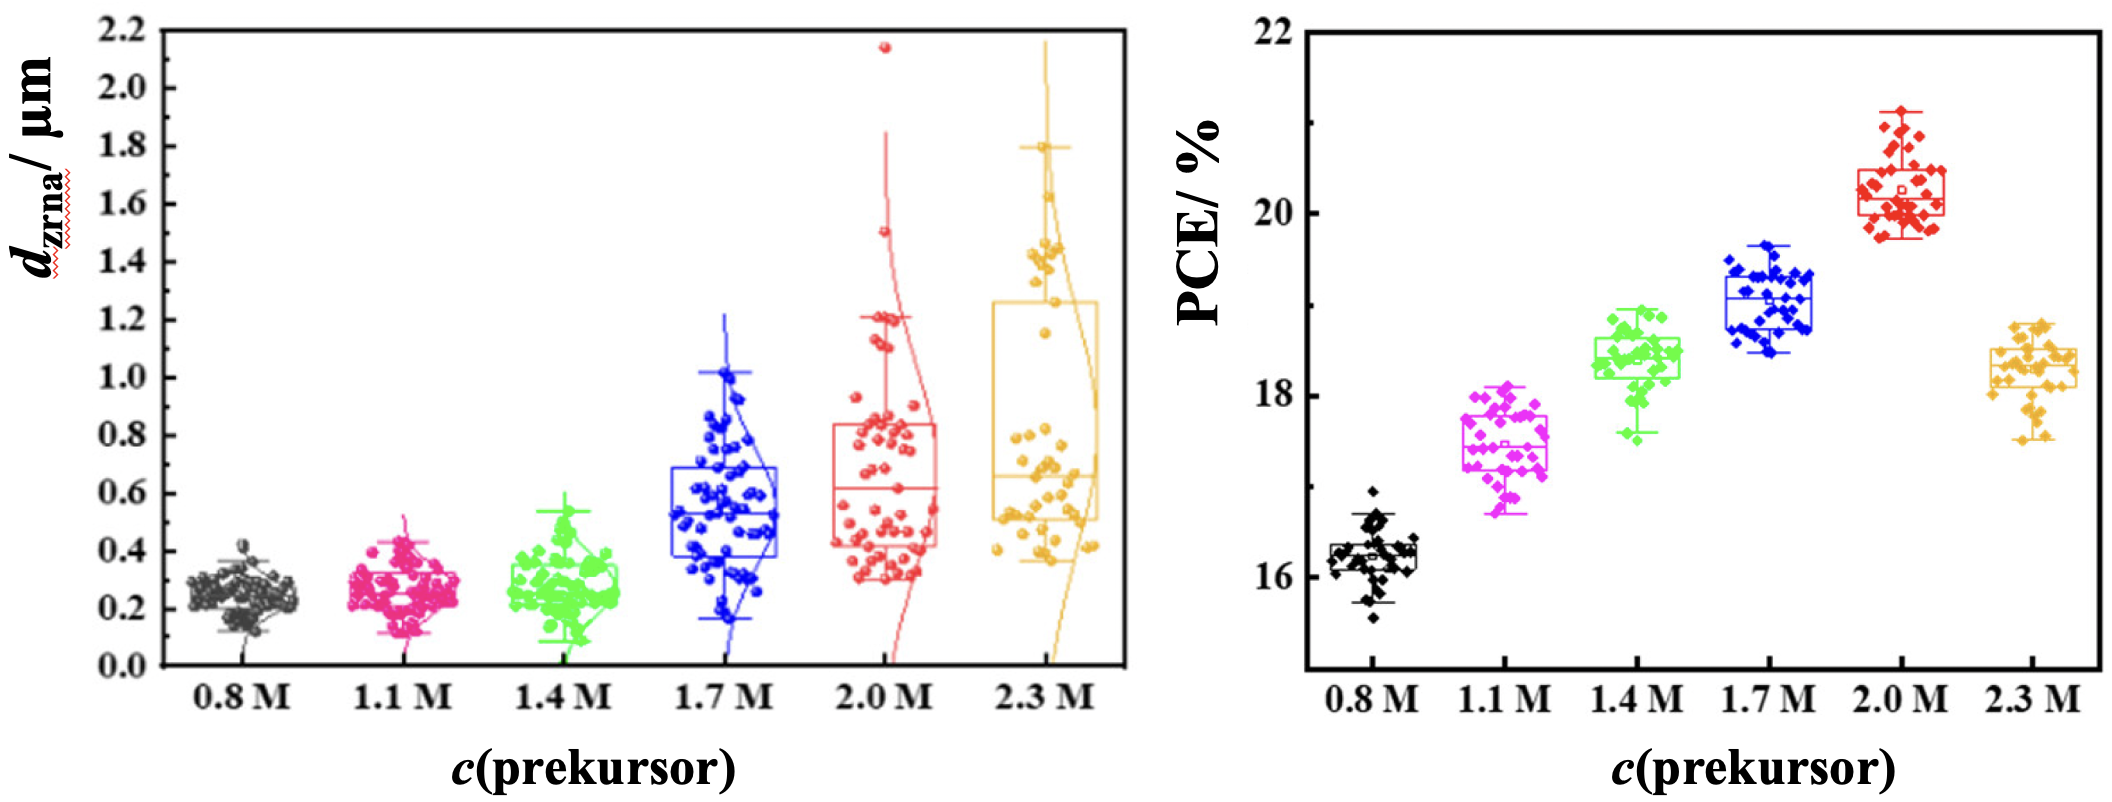 d_zrna/ μm
2.2
2.0
1.8
1.6
1.4
1.2
1.0
0.8
0.6
0.4
0.2
0.0
0.8 M 1.1 M 1.4 M 1.7 M 2.0 M 2.3 M
c(prekursor)
PCE/ %
22
20
18
16
0.8 M 1.1 M 1.4 M 1.7 M 2.0 M 2.3 M
c(prekursor)